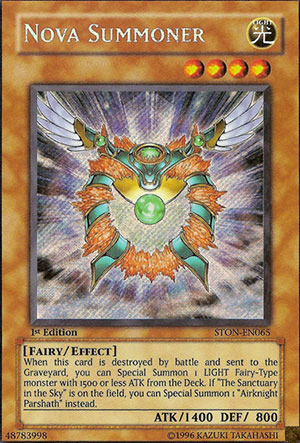 NOVA SUMMONER
LIGHT
光
1st Edition
STON-EN065
[FAIRY/EFFECT]
When this card is destroyed by battle and sent to the
Graveyard, you can Special Summon 1 LIGHT Fairy-Type
monster with 1500 or less ATK from the Deck. If "The Sanctuary
in the Sky" is on the field, you can Special Summon 1 "Airknight
Parshath" instead.
ATK/1400 DEF/ 800
48783998
©1996 KAZUKI TAKAHASHI